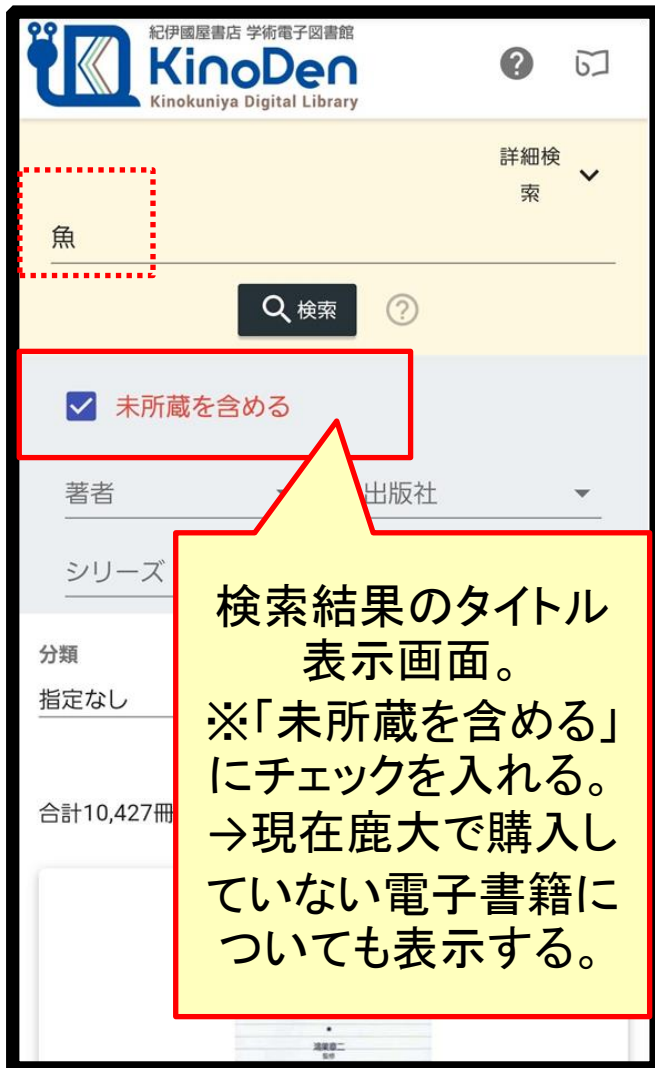 紀伊國屋書店 学術電子図書館
KinoDen
Kinokuniya Digital Library
詳細検
索
魚
検索
未所蔵を含める
著者
出版社
シリーズ
分類
指定なし
合計10,427冊
検索結果のタイトル
表示画面。
※「未所蔵を含める」
にチェックを入れる。
→現在鹿大で購入し
ていない電子書籍に
ついても表示する。